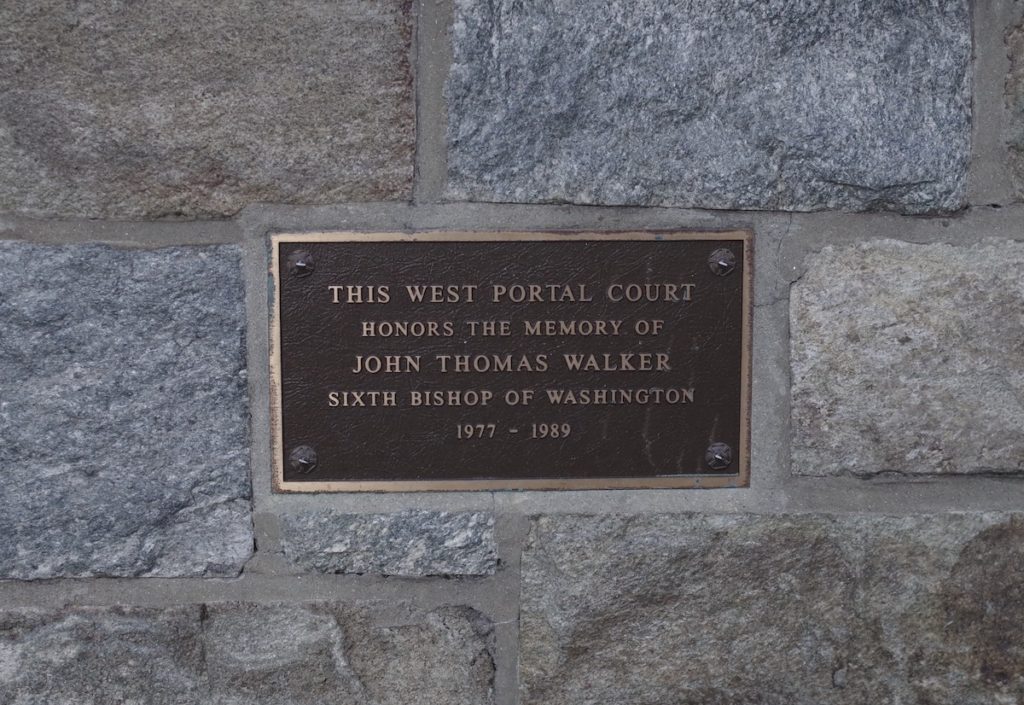 THIS WEST PORTAL COURT
HONORS THE MEMORY OF
JOHN THOMAS WALKER
SIXTH BISHOP OF WASHINGTON
1977 - 1989